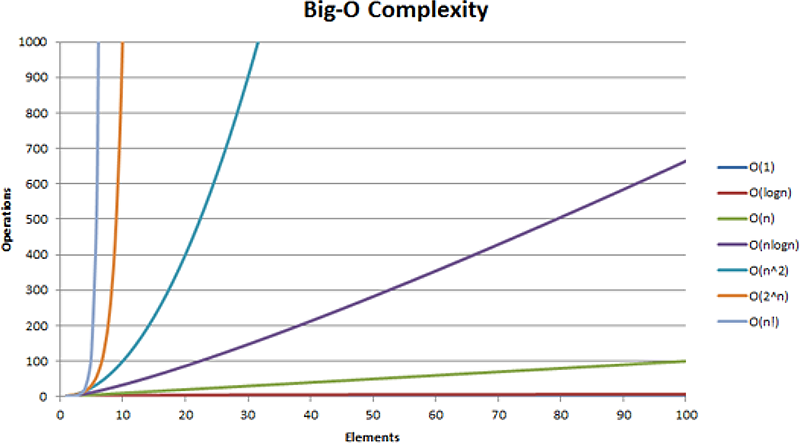 Big-O Complexity
1000
900
800
700
600
500
400
300
200
100
0
Operations
0 10 20 30 40 50 60 70 80 90 100
Elements
O(1)
O(logn)
O(n)
O(nlogn)
O(n^2)
O(2^n)
O(n!)